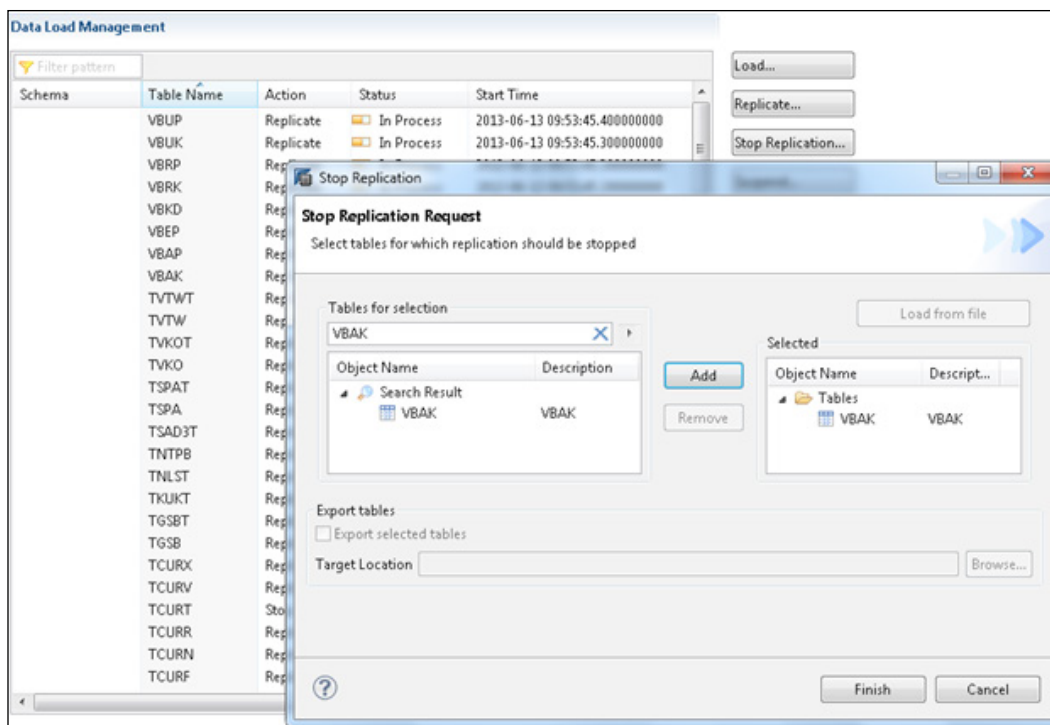 Data Load Management
Filter pattern
Load...
Schema Table Name Action Status Start Time
Replicate...
VBUP Replicate In Process 2013-06-13 09:53:45.400000000
VBUK Replicate In Process 2013-06-13 09:53:45.300000000
Stop Replication...
VBRP
VBRK
VBKD
VBEP
VBAP
VBAK
TVTWT
TVTW
TVKOT
TVKO
TSPAT
TSPA
TSAD3T
TNTPB
TNLST
TKUKT
TGSBT
TGSB
TCURX
TCURV
TCURT
TCURR
TCURN
TCURF
Stop Replication
Stop Replication Request
Select tables for which replication should be stopped
Tables for selection
VBAK
Object Name Description
Search Result
VBAK VBAK
Add
Remove
Load from file
Selected
Object Name Descript...
Tables
VBAK VBAK
Export tables
Export selected tables
Target Location Browse...
Finish Cancel